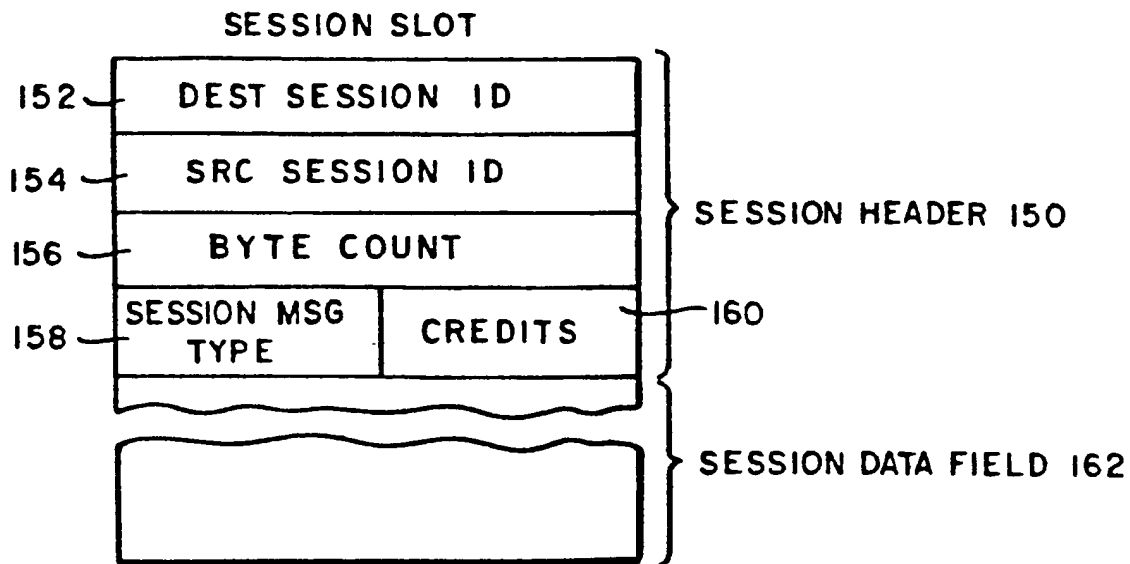 SESSION SLOT
152 DEST SESSION ID
154 SRC SESSION ID
SESSION HEADER 150
156 BYTE COUNT
158 SESSION MSG TYPE
CREDITS 160
SESSION DATA FIELD 162